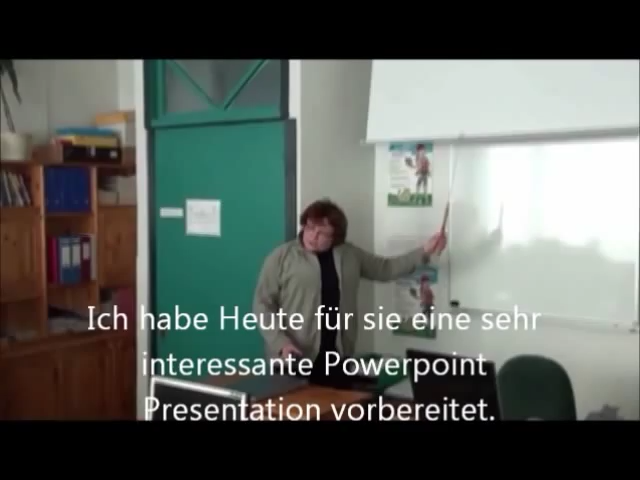 Ich habe Heute für sie eine sehr
interessante Powerpoint
Presentation vorbereitet.